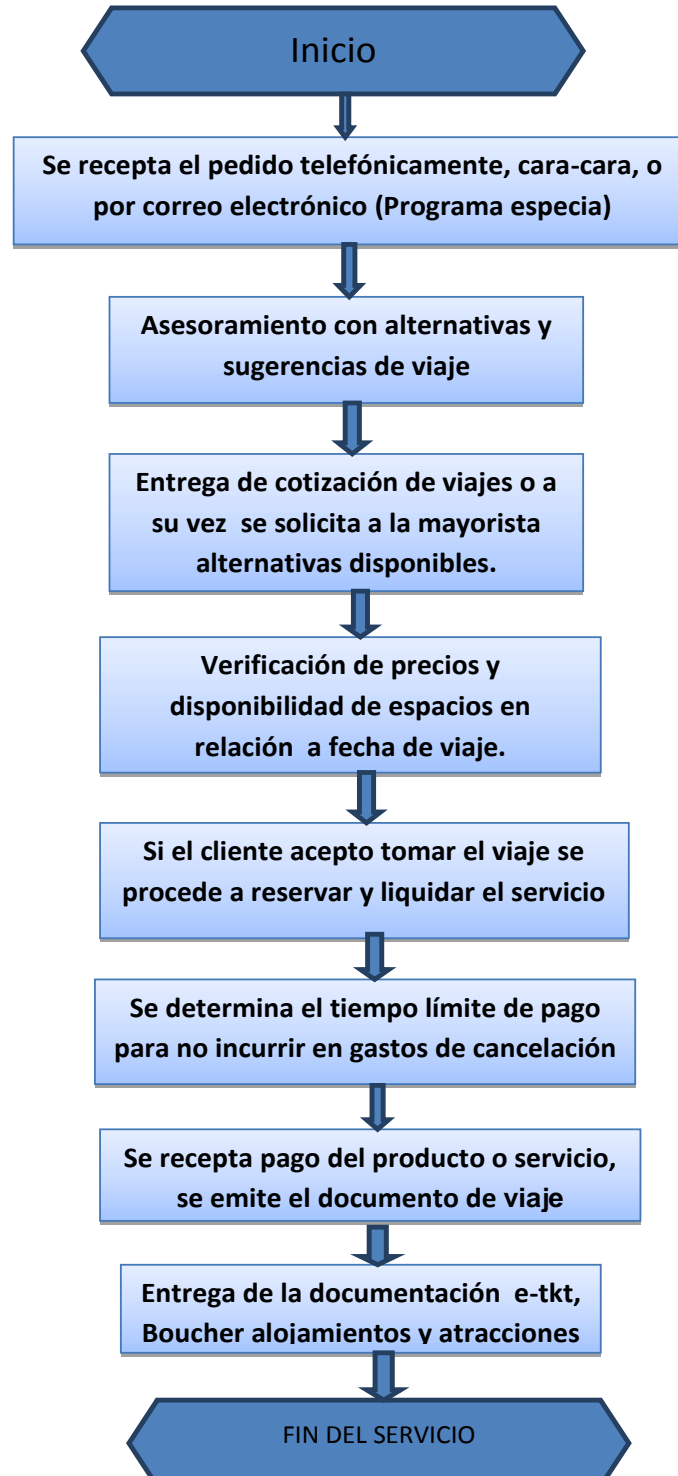 Inicio
Se recepta el pedido telefónicamente, cara-cara, o
por correo electrónico (Programa especia)
Asesoramiento con alternativas y
sugerencias de viaje
Entrega de cotización de viajes o a
su vez se solicita a la mayorista
alternativas disponibles.
Verificación de precios y
disponibilidad de espacios en
relación a fecha de viaje.
Si el cliente acepto tomar el viaje se
procede a reservar y liquidar el servicio
Se determina el tiempo límite de pago
para no incurrir en gastos de cancelación
Se recepta pago del producto o servicio,
se emite el documento de viaje
Entrega de la documentación e-tkt,
Boucher alojamientos y atracciones
FIN DEL SERVICIO